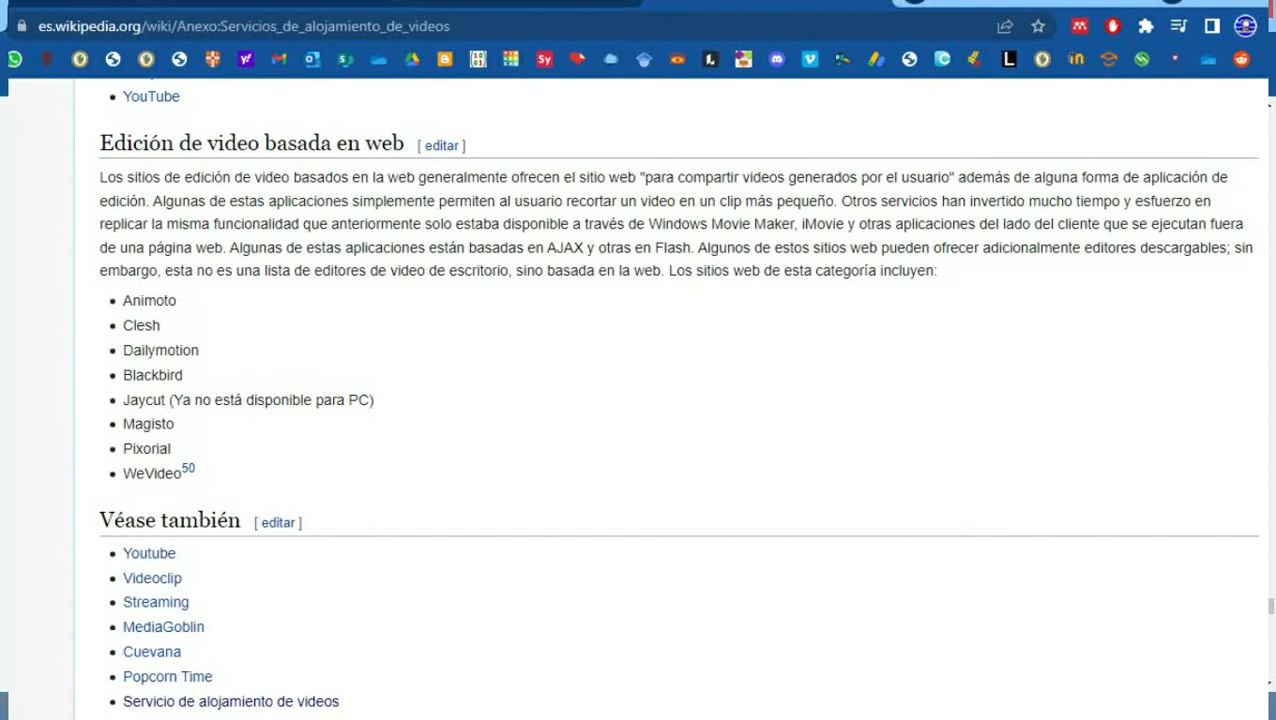 es.wikipedia.org/wiki/Anexo:Servicios_de_alojamiento_de_videos
YouTube
Edición de video basada en web [ editar ]
Los sitios de edición de video basados en la web generalmente ofrecen el sitio web "para compartir videos generados por el usuario" además de alguna forma de aplicación de
edición. Algunas de estas aplicaciones simplemente permiten al usuario recortar un video en un clip más pequeño. Otros servicios han invertido mucho tiempo y esfuerzo en
replicar la misma funcionalidad que anteriormente solo estaba disponible a través de Windows Movie Maker, iMovie y otras aplicaciones del lado del cliente que se ejecutan fuera
de una página web. Algunas de estas aplicaciones están basadas en AJAX y otras en Flash. Algunos de estos sitios web pueden ofrecer adicionalmente editores descargables; sin
embargo, esta no es una lista de editores de video de escritorio, sino basada en la web. Los sitios web de esta categoría incluyen:
Animoto
Clesh
Dailymotion
Blackbird
Jaycut (Ya no está disponible para PC)
Magisto
Pixorial
WeVideo50
Véase también [ editar ]
Youtube
Videoclip
Streaming
MediaGoblin
Cuevana
Popcorn Time
Servicio de alojamiento de videos